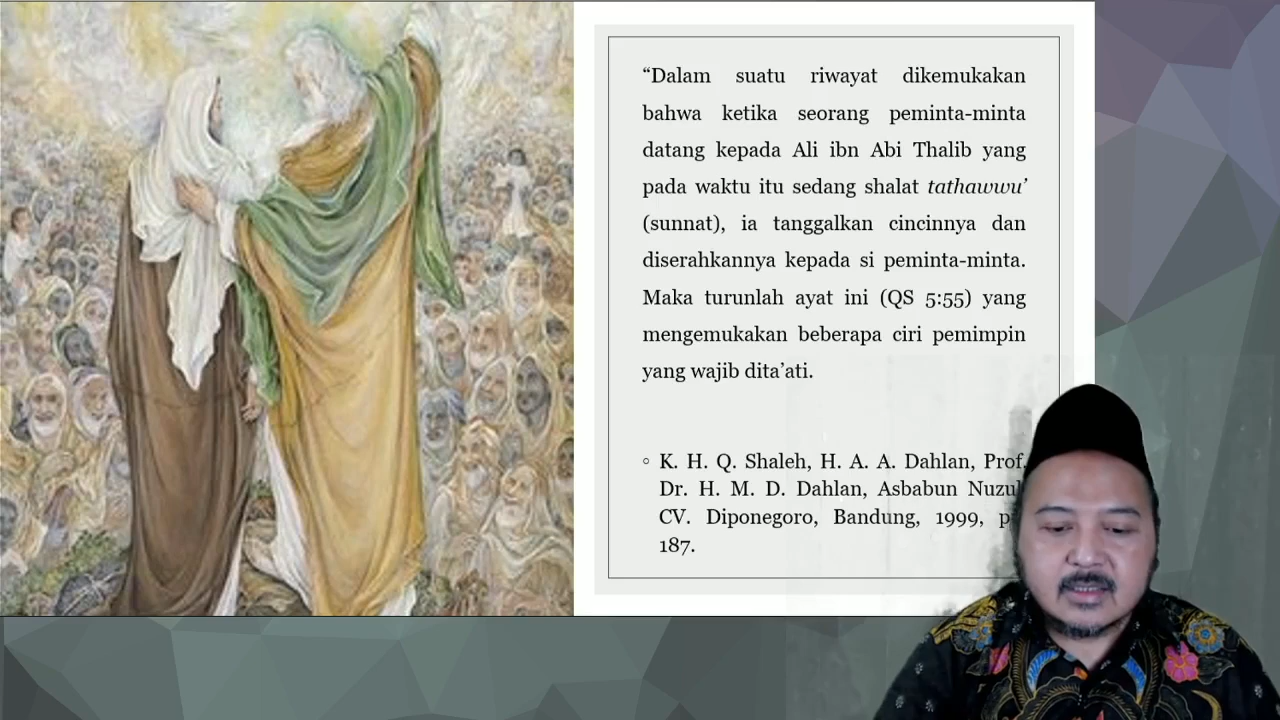 “Dalam suatu riwayat dikemukakan
bahwa ketika seorang peminta-minta
datang kepada Ali ibn Abi Thalib yang
pada waktu itu sedang shalat tathawwu’
(sunnat), ia tanggalkan cincinnya dan
diserahkannya kepada si peminta-minta.
Maka turunlah ayat ini (QS 5:55) yang
mengemukakan beberapa ciri pemimpin
yang wajib dita’ati.
◦ K. H. Q. Shaleh, H. A. A. Dahlan, Prof.
Dr. H. M. D. Dahlan, Asbabun
CV. Diponegoro, Bandung, 1999,
187.